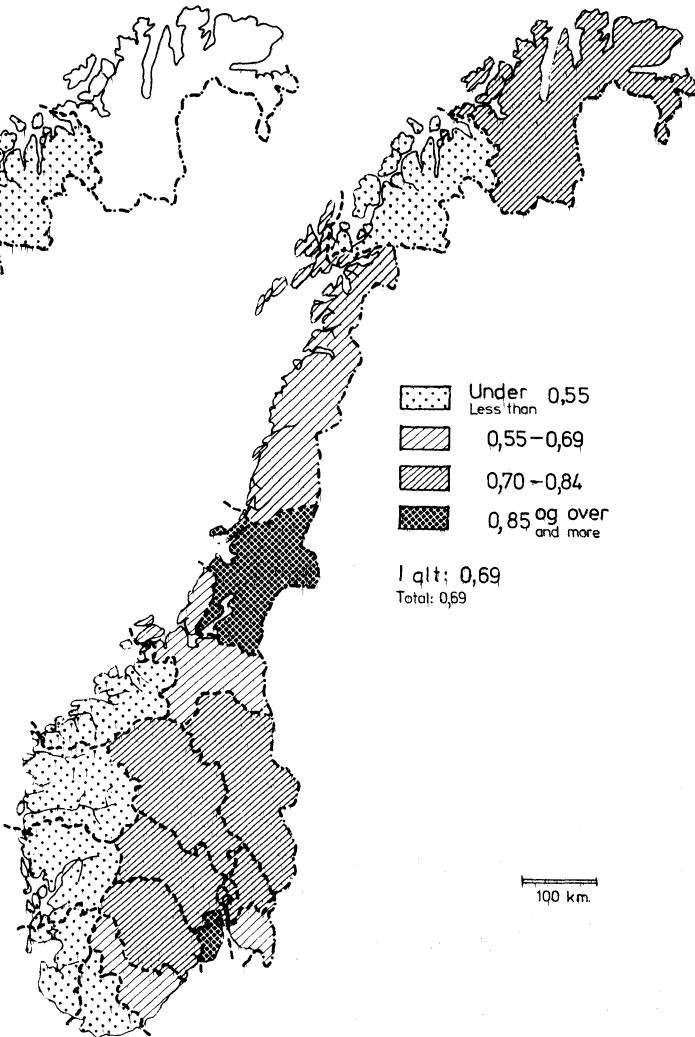 Under 0,55
Less than
0,55-0,69
0,70-0,84
0,85 og over
and more
I alt: 0,69
Total: 0,69
100 km.